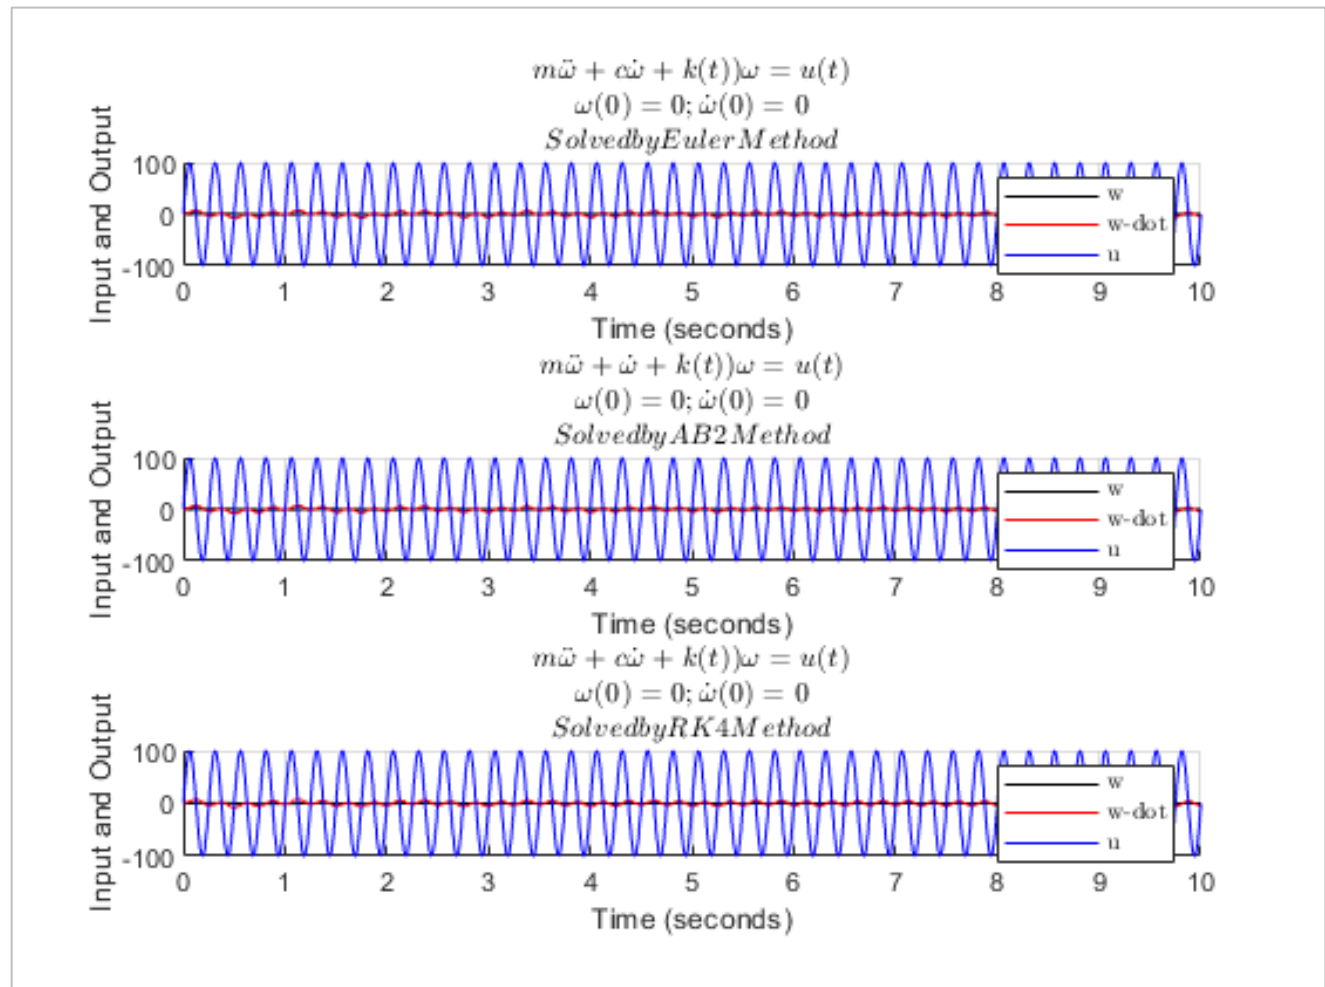 mω̈ + cω̇ + k(t))ω = u(t)
ω(0) = 0; ω̇(0) = 0
SolvedbyEulerMethod
Input and Output
100
0
-100
w
w-dot
u
0 1 2 3 4 5 6 7 8 9 10
Time (seconds)
mω̈ + ω̇ + k(t))ω = u(t)
ω(0) = 0; ω̇(0) = 0
SolvedbyAB2Method
Input and Output
100
0
-100
w
w-dot
u
0 1 2 3 4 5 6 7 8 9 10
Time (seconds)
mω̈ + cω̇ + k(t))ω = u(t)
ω(0) = 0; ω̇(0) = 0
SolvedbyRK4Method
Input and Output
100
0
-100
w
w-dot
u
0 1 2 3 4 5 6 7 8 9 10
Time (seconds)